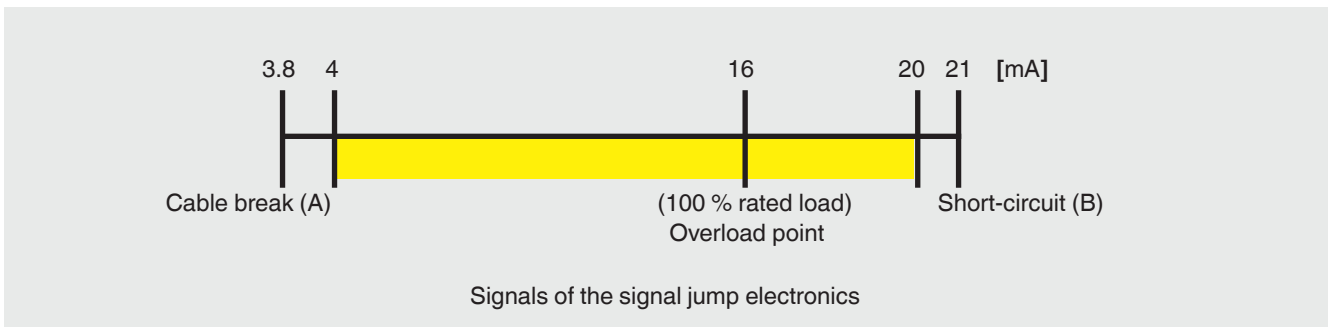 3.8 4 16 20 21 [mA]
Cable break (A) (100 % rated load) Short-circuit (B)
Overload point
Signals of the signal jump electronics